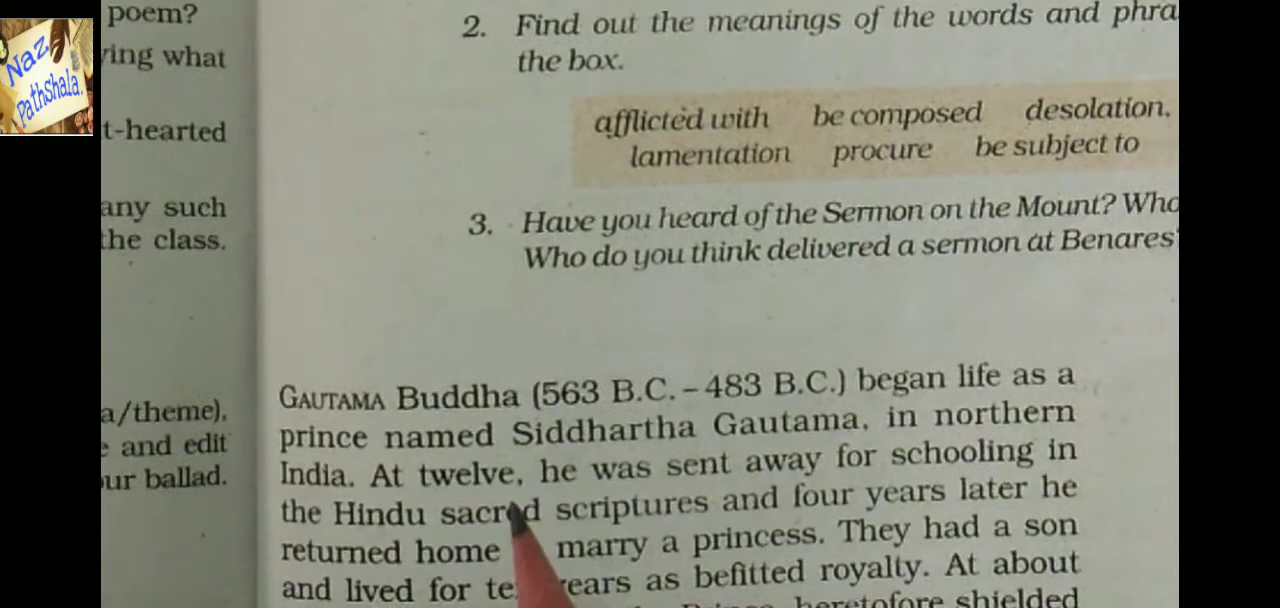 Naz
Pathshala.
poem?
ying what
t-hearted
any such
the class.
a/theme),
e and edit
our ballad.
2. Find out the meanings of the words and phra
the box.
afflicted with be composed desolation.
lamentation procure be subject to
3. Have you heard of the Sermon on the Mount? Who
Who do you think delivered a sermon at Benares?
GAUTAMA Buddha (563 B.C. – 483 B.C.) began life as a
prince named Siddhartha Gautama, in northern
India. At twelve, he was sent away for schooling in
the Hindu sacred scriptures and four years later he
returned home marry a princess. They had a son
and lived for te years as befitted royalty. At about
heretofore shielded